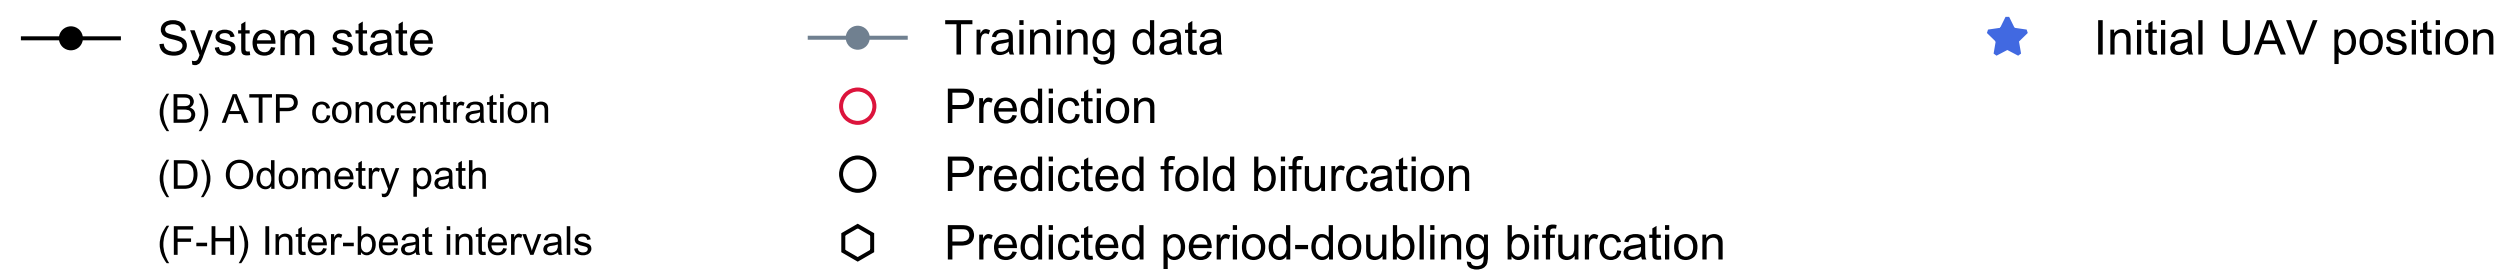 System state
(B) ATP concentration
(D) Odometry path
(F-H) Inter-beat intervals
Training data
Prediction
Predicted fold bifurcation
Predicted period-doubling bifurcation
Initial UAV position